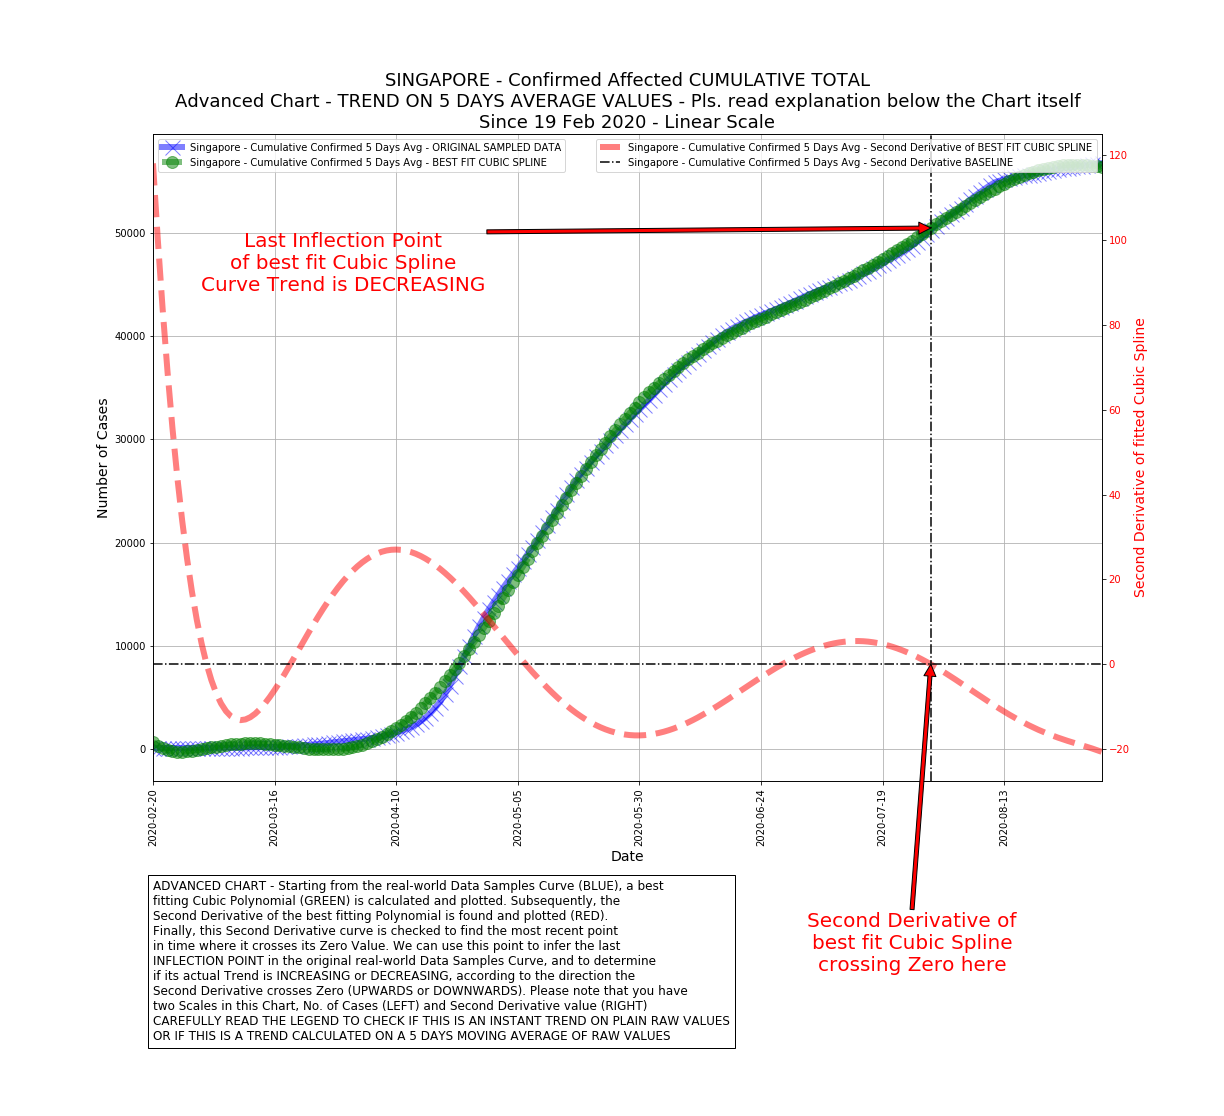 SINGAPORE - Confirmed Affected CUMULATIVE TOTAL
Advanced Chart - TREND ON 5 DAYS AVERAGE VALUES - Pls. read explanation below the Chart itself
Since 19 Feb 2020 - Linear Scale
Singapore - Cumulative Confirmed 5 Days Avg - ORIGINAL SAMPLED DATA
Singapore - Cumulative Confirmed 5 Days Avg - BEST FIT CUBIC SPLINE
Singapore - Cumulative Confirmed 5 Days Avg - Second Derivative of BEST FIT CUBIC SPLINE
Singapore - Cumulative Confirmed 5 Days Avg - Second Derivative BASELINE
Last Inflection Point
of best fit Cubic Spline
Curve Trend is DECREASING
Number of Cases
50000
40000
30000
20000
10000
0
120
100
80
60
40
20
0
−20
Second Derivative of fitted Cubic Spline
2020-02-20
2020-03-16
2020-04-10
2020-05-05
2020-05-30
2020-06-24
2020-07-19
2020-08-13
Date
ADVANCED CHART - Starting from the real-world Data Samples Curve (BLUE), a best
fitting Cubic Polynomial (GREEN) is calculated and plotted. Subsequently, the
Second Derivative of the best fitting Polynomial is found and plotted (RED).
Finally, this Second Derivative curve is checked to find the most recent point
in time where it crosses its Zero Value. We can use this point to infer the last
INFLECTION POINT in the original real-world Data Samples Curve, and to determine
if its actual Trend is INCREASING or DECREASING, according to the direction the
Second Derivative crosses Zero (UPWARDS or DOWNWARDS). Please note that you have
two Scales in this Chart, No. of Cases (LEFT) and Second Derivative value (RIGHT)
CAREFULLY READ THE LEGEND TO CHECK IF THIS IS AN INSTANT TREND ON PLAIN RAW VALUES
OR IF THIS IS A TREND CALCULATED ON A 5 DAYS MOVING AVERAGE OF RAW VALUES
Second Derivative of
best fit Cubic Spline
crossing Zero here